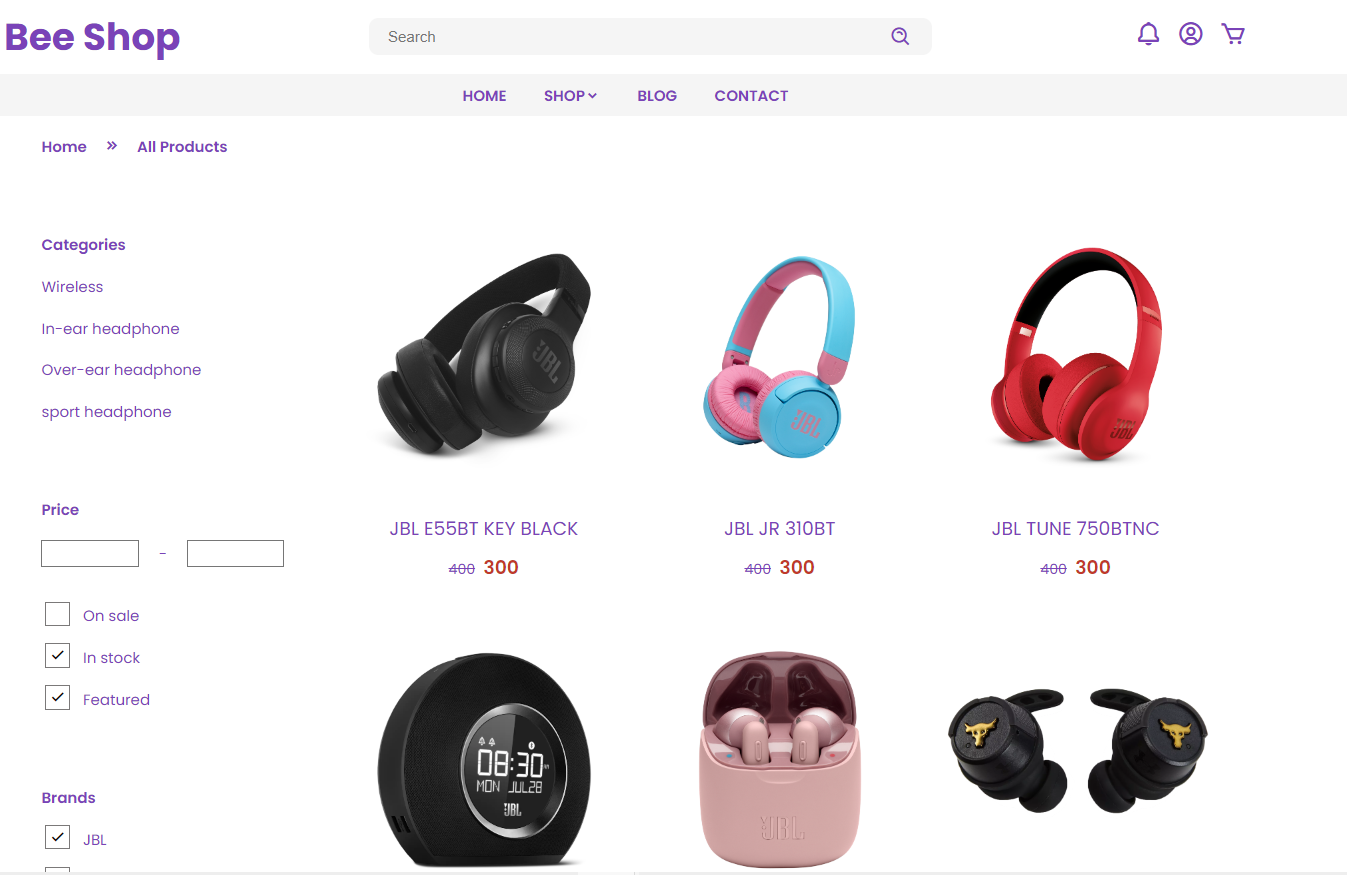 Bee Shop
Search
HOME SHOP BLOG CONTACT
Home » All Products
Categories
Wireless
In-ear headphone
Over-ear headphone
sport headphone
Price
-
On sale
In stock
Featured
Brands
JBL
JBL
JBL
JBL
JBL E55BT KEY BLACK
400 300
JBL JR 310BT
400 300
JBL TUNE 750BTNC
400 300
08:30
MON JUL28
JBL
JBL